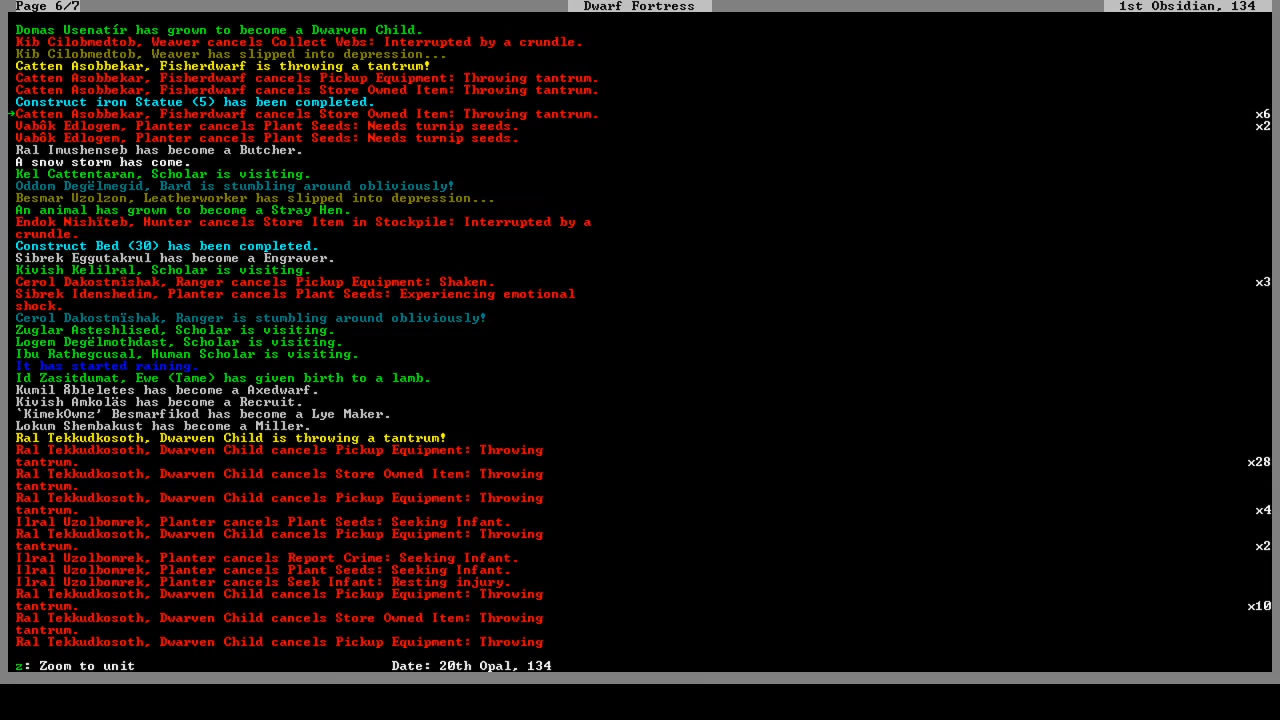 Page 6/7 Dwarf Fortress 1st Obsidian, 134
Domas Usenatír has grown to become a Dwarven Child.
Kib Cilobmedtob, Weaver cancels Collect Webs: Interrupted by a crundle.
Kib Cilobmedtob, Weaver has slipped into depression...
Catten Asobbekar, Fisherdwarf is throwing a tantrum!
Catten Asobbekar, Fisherdwarf cancels Pickup Equipment: Throwing tantrum.
Catten Asobbekar, Fisherdwarf cancels Store Owned Item: Throwing tantrum.
Construct iron Statue (5) has been completed.
→Catten Asobbekar, Fisherdwarf cancels Store Owned Item: Throwing tantrum. x6
Vabôk Edlogem, Planter cancels Plant Seeds: Needs turnip seeds. x2
Vabôk Edlogem, Planter cancels Plant Seeds: Needs turnip seeds.
Ral Imushenseb has become a Butcher.
A snow storm has come.
Kel Cattentaran, Scholar is visiting.
Oddom Degëlmegid, Bard is stumbling around obliviously!
Besmar Uzolzon, Leatherworker has slipped into depression...
An animal has grown to become a Stray Hen.
Endok Nishïteb, Hunter cancels Store Item in Stockpile: Interrupted by a
crundle.
Construct Bed (30) has been completed.
Sibrek Eggutakrul has become a Engraver.
Kivish Kelilral, Scholar is visiting.
Cerol Dakostmïshak, Ranger cancels Pickup Equipment: Shaken. x3
Sibrek Idenshedim, Planter cancels Plant Seeds: Experiencing emotional
shock.
Cerol Dakostmïshak, Ranger is stumbling around obliviously!
Zuglar Asteshlised, Scholar is visiting.
Logem Degëlmothdast, Scholar is visiting.
Ibu Rathegcusal, Human Scholar is visiting.
It has started raining.
Id Zasitdumat, Ewe (Tame) has given birth to a lamb.
Kumil Åbleletes has become a Axedwarf.
Kivish Amkoläs has become a Recruit.
`KimekOwnz' Besmarfikod has become a Lye Maker.
Lokum Shembakust has become a Miller.
Ral Tekkudkosoth, Dwarven Child is throwing a tantrum!
Ral Tekkudkosoth, Dwarven Child cancels Pickup Equipment: Throwing
tantrum. x28
Ral Tekkudkosoth, Dwarven Child cancels Store Owned Item: Throwing
tantrum.
Ral Tekkudkosoth, Dwarven Child cancels Pickup Equipment: Throwing
tantrum. x4
Ilral Uzolbomrek, Planter cancels Plant Seeds: Seeking Infant.
Ral Tekkudkosoth, Dwarven Child cancels Pickup Equipment: Throwing
tantrum. x2
Ilral Uzolbomrek, Planter cancels Report Crime: Seeking Infant.
Ilral Uzolbomrek, Planter cancels Plant Seeds: Seeking Infant.
Ilral Uzolbomrek, Planter cancels Seek Infant: Resting injury.
Ral Tekkudkosoth, Dwarven Child cancels Pickup Equipment: Throwing
tantrum. x10
Ral Tekkudkosoth, Dwarven Child cancels Store Owned Item: Throwing
tantrum.
Ral Tekkudkosoth, Dwarven Child cancels Pickup Equipment: Throwing
z: Zoom to unit Date: 20th Opal, 134